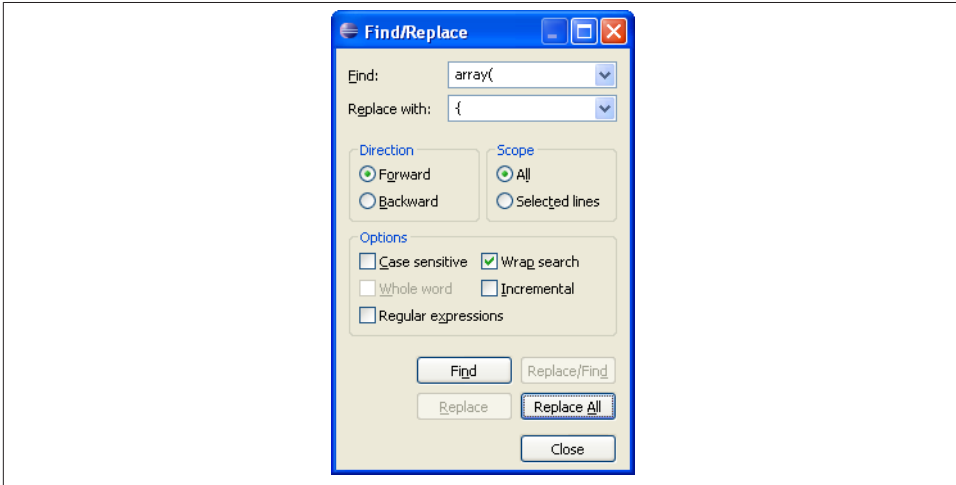 Find/Replace
Find: array(
Replace with: {
Direction
Forward
Backward
Scope
All
Selected lines
Options
Case sensitive Wrap search
Whole word Incremental
Regular expressions
Find Replace/Find
Replace Replace All
Close